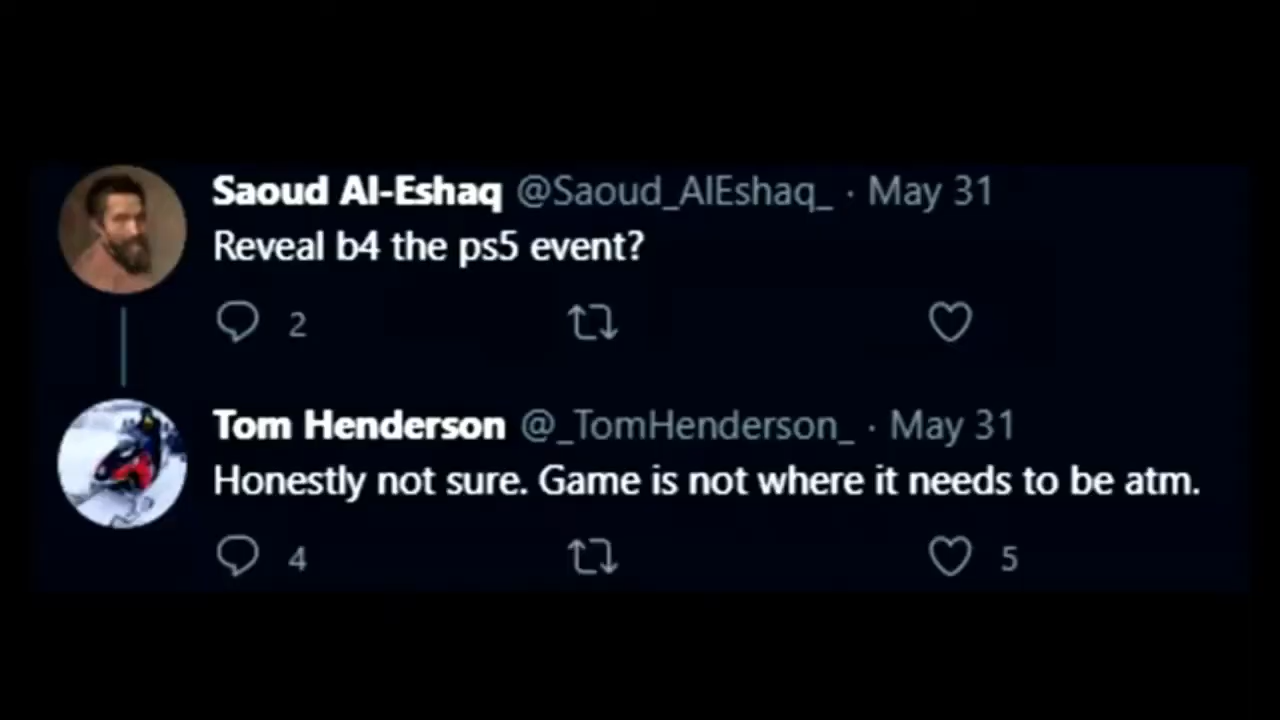 Saoud Al-Eshaq @Saoud_AlEshaq_ · May 31
Reveal b4 the ps5 event?
2
Tom Henderson @_TomHenderson_ · May 31
Honestly not sure. Game is not where it needs to be atm.
4 5